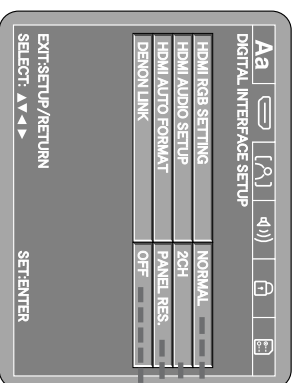 Aa
DIGITAL INTERFACE SETUP
HDMI RGB SETTING NORMAL
HDMI AUDIO SETUP 2CH
HDMI AUTO FORMAT PANEL RES.
DENON LINK OFF
EXIT:SETUP/RETURN
SELECT: ▲▼◀▶ SET:ENTER